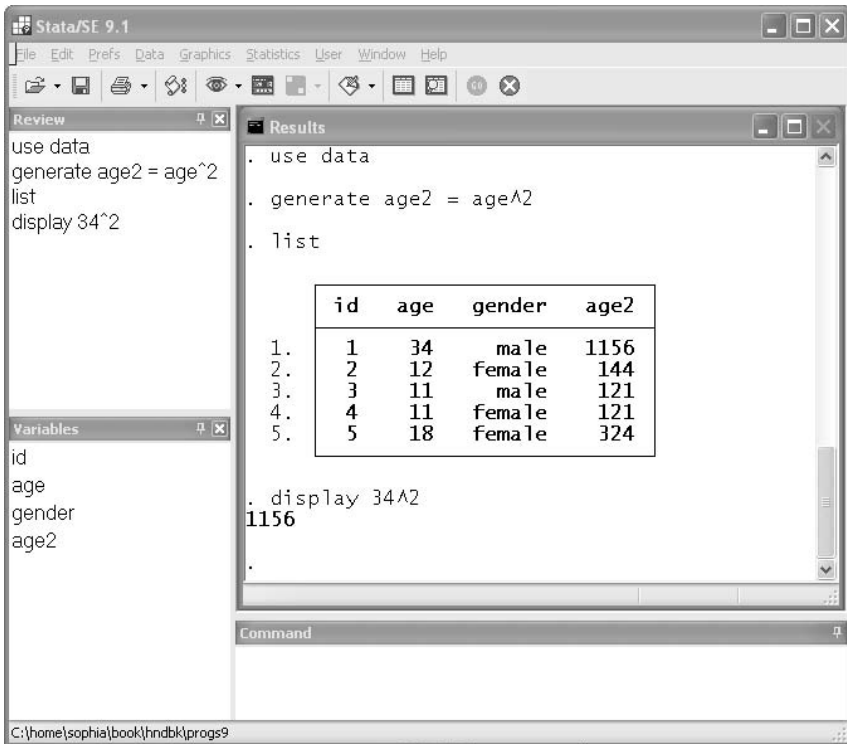 Stata/SE 9.1
File Edit Prefs Data Graphics Statistics User Window Help
Review
use data
generate age2 = age^2
list
display 34^2
Variables
id
age
gender
age2
Results
. use data
. generate age2 = age^2
. list
id age gender age2
1. 1 34 male 1156
2. 2 12 female 144
3. 3 11 male 121
4. 4 11 female 121
5. 5 18 female 324
. display 34^2
1156
.
Command
C:\home\sophia\book\hndbk\progs9